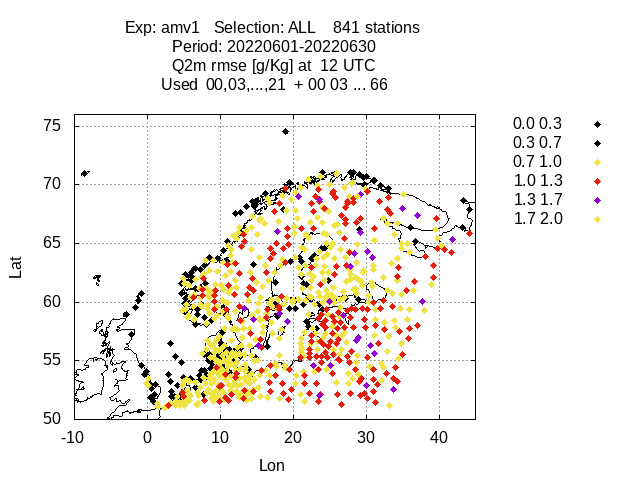 Exp: amv1 Selection: ALL 841 stations
Period: 20220601-20220630
Q2m rmse [g/Kg] at 12 UTC
Used 00,03,...,21 + 00 03 ... 66
75
70
65
60
55
50
Lat
-10 0 10 20 30 40
Lon
0.0 0.3
0.3 0.7
0.7 1.0
1.0 1.3
1.3 1.7
1.7 2.0